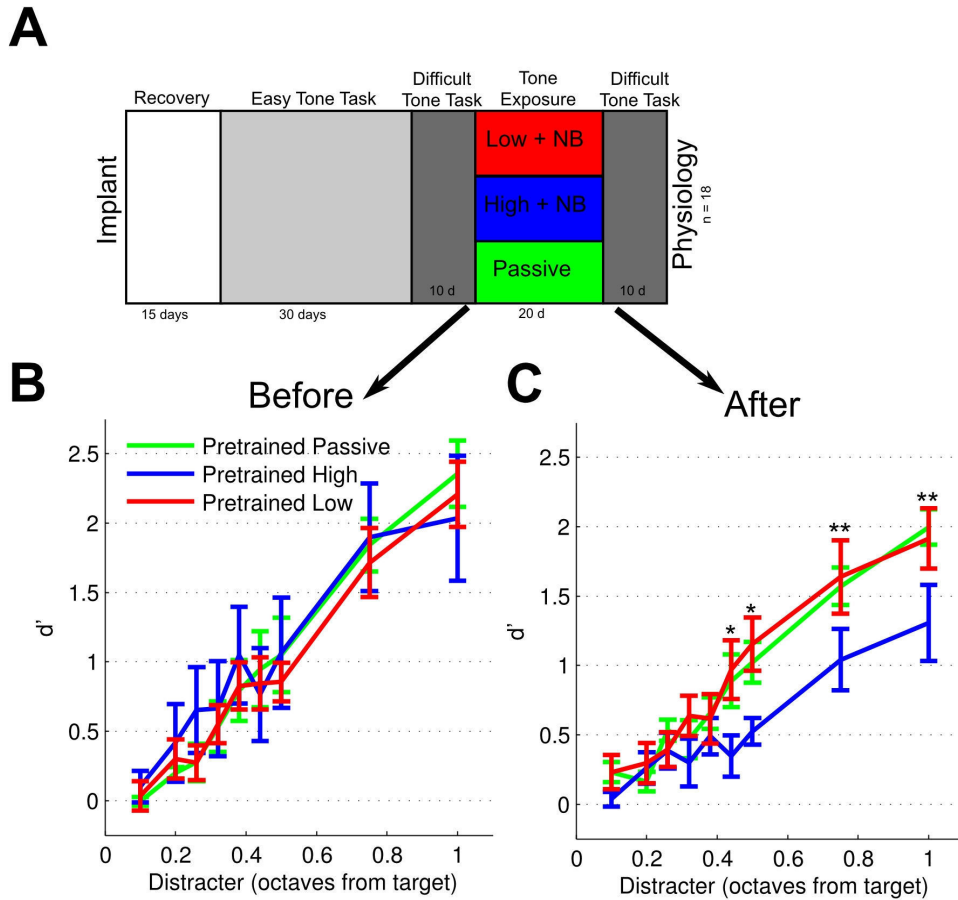 A
Implant
Recovery
Easy Tone Task
Difficult
Tone Task
Tone
Exposure
Difficult
Tone Task
Low + NB
High + NB
Passive
10 d
10 d
15 days
30 days
20 d
Physiology
n = 18
B
Before
Pretrained Passive
Pretrained High
Pretrained Low
d'
2.5
2
1.5
1
0.5
0
0
0.2
0.4
0.6
0.8
1
Distracter (octaves from target)
C
After
d'
2.5
2
1.5
1
0.5
0
* * ** **
0
0.2
0.4
0.6
0.8
1
Distracter (octaves from target)